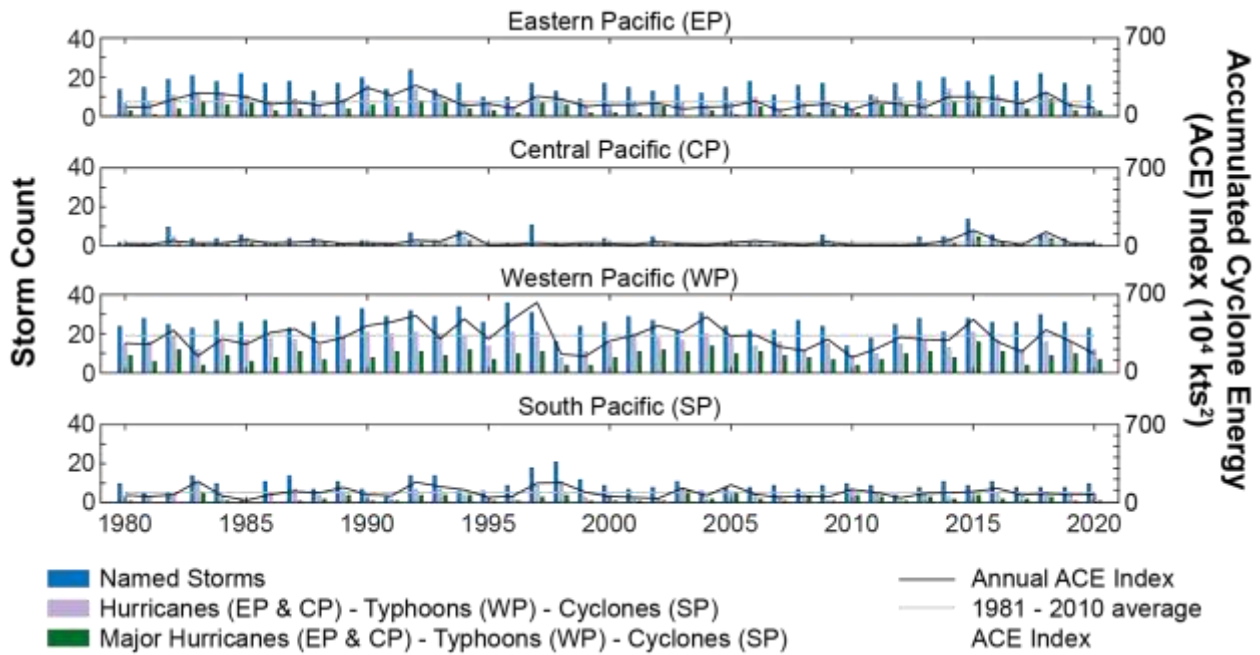 Eastern Pacific (EP)
40
20
0
700
0
Central Pacific (CP)
40
20
0
700
0
Western Pacific (WP)
40
20
0
700
0
South Pacific (SP)
40
20
0
700
0
1980 1985 1990 1995 2000 2005 2010 2015 2020
Storm Count
Accumulated Cyclone Energy
(ACE) Index (10⁴ kts²)
Named Storms
Hurricanes (EP & CP) - Typhoons (WP) - Cyclones (SP)
Major Hurricanes (EP & CP) - Typhoons (WP) - Cyclones (SP)
Annual ACE Index
1981 - 2010 average
ACE Index